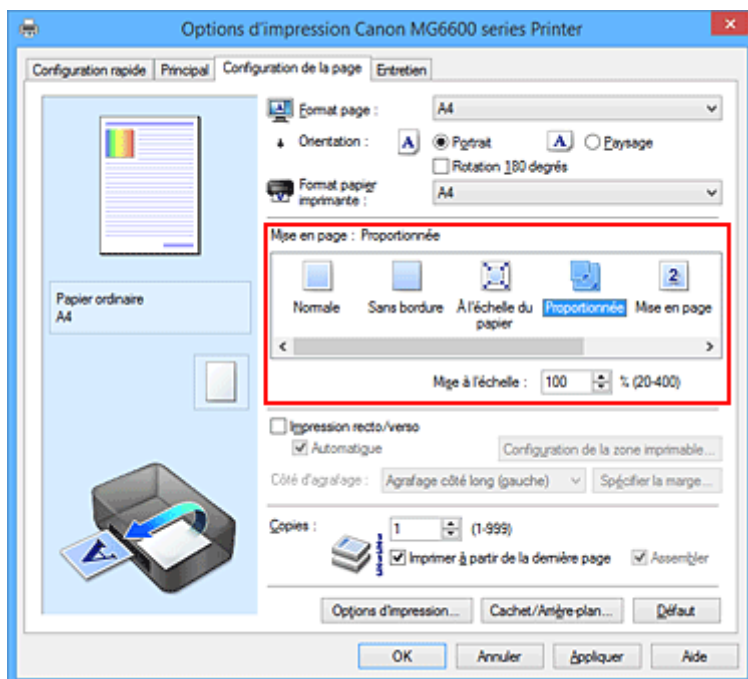 Options d'impression Canon MG6600 series Printer
Configuration rapide Principal Configuration de la page Entretien
Format page : A4
Orientation : A Portrait A Paysage
Rotation 180 degrés
Format papier imprimante : A4
Mise en page : Proportionnée
Normale Sans bordure À l'échelle du papier Proportionnée 2 Mise en page
Mise à l'échelle : 100 % (20-400)
Papier ordinaire
A4
Impression recto/verso
Automatique Configuration de la zone imprimable...
Côté d'agrafage : Agrafage côté long (gauche) Spécifier la marge...
Copies : 1 (1-999)
Imprimer à partir de la dernière page Assembler
Options d'impression... Cachet/Arrière-plan... Défaut
OK Annuler Appliquer Aide